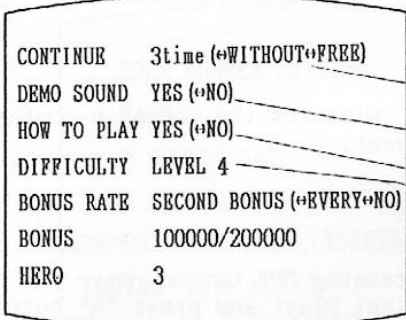 CONTINUE 3time(↔WITHOUT↔FREE)
DEMO SOUND YES(↔NO)
HOW TO PLAY YES(↔NO)
DIFFICULTY LEVEL 4
BONUS RATE SECOND BONUS(↔EVERY↔NO)
BONUS 100000/200000
HERO 3